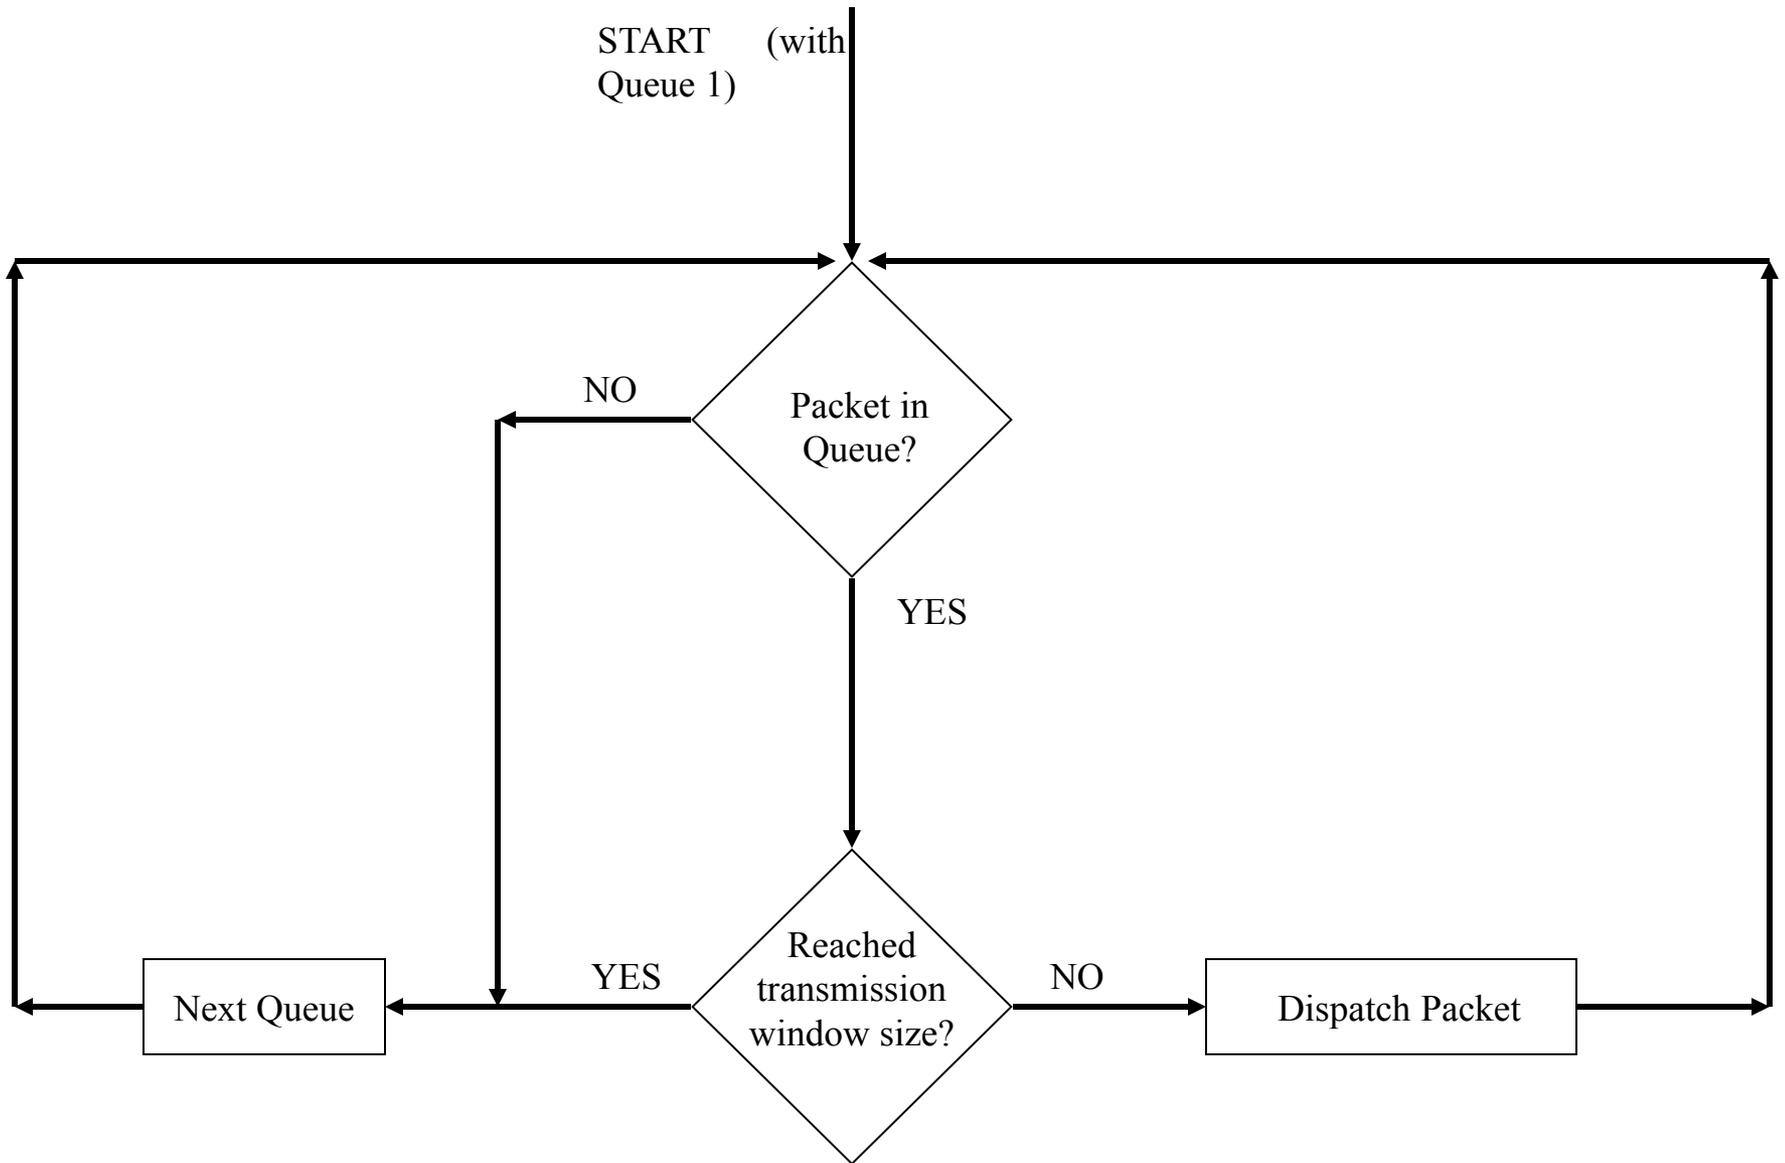 START (with
Queue 1)
NO
Packet in
Queue?
YES
Reached
transmission
window size?
YES
NO
Next Queue
Dispatch Packet